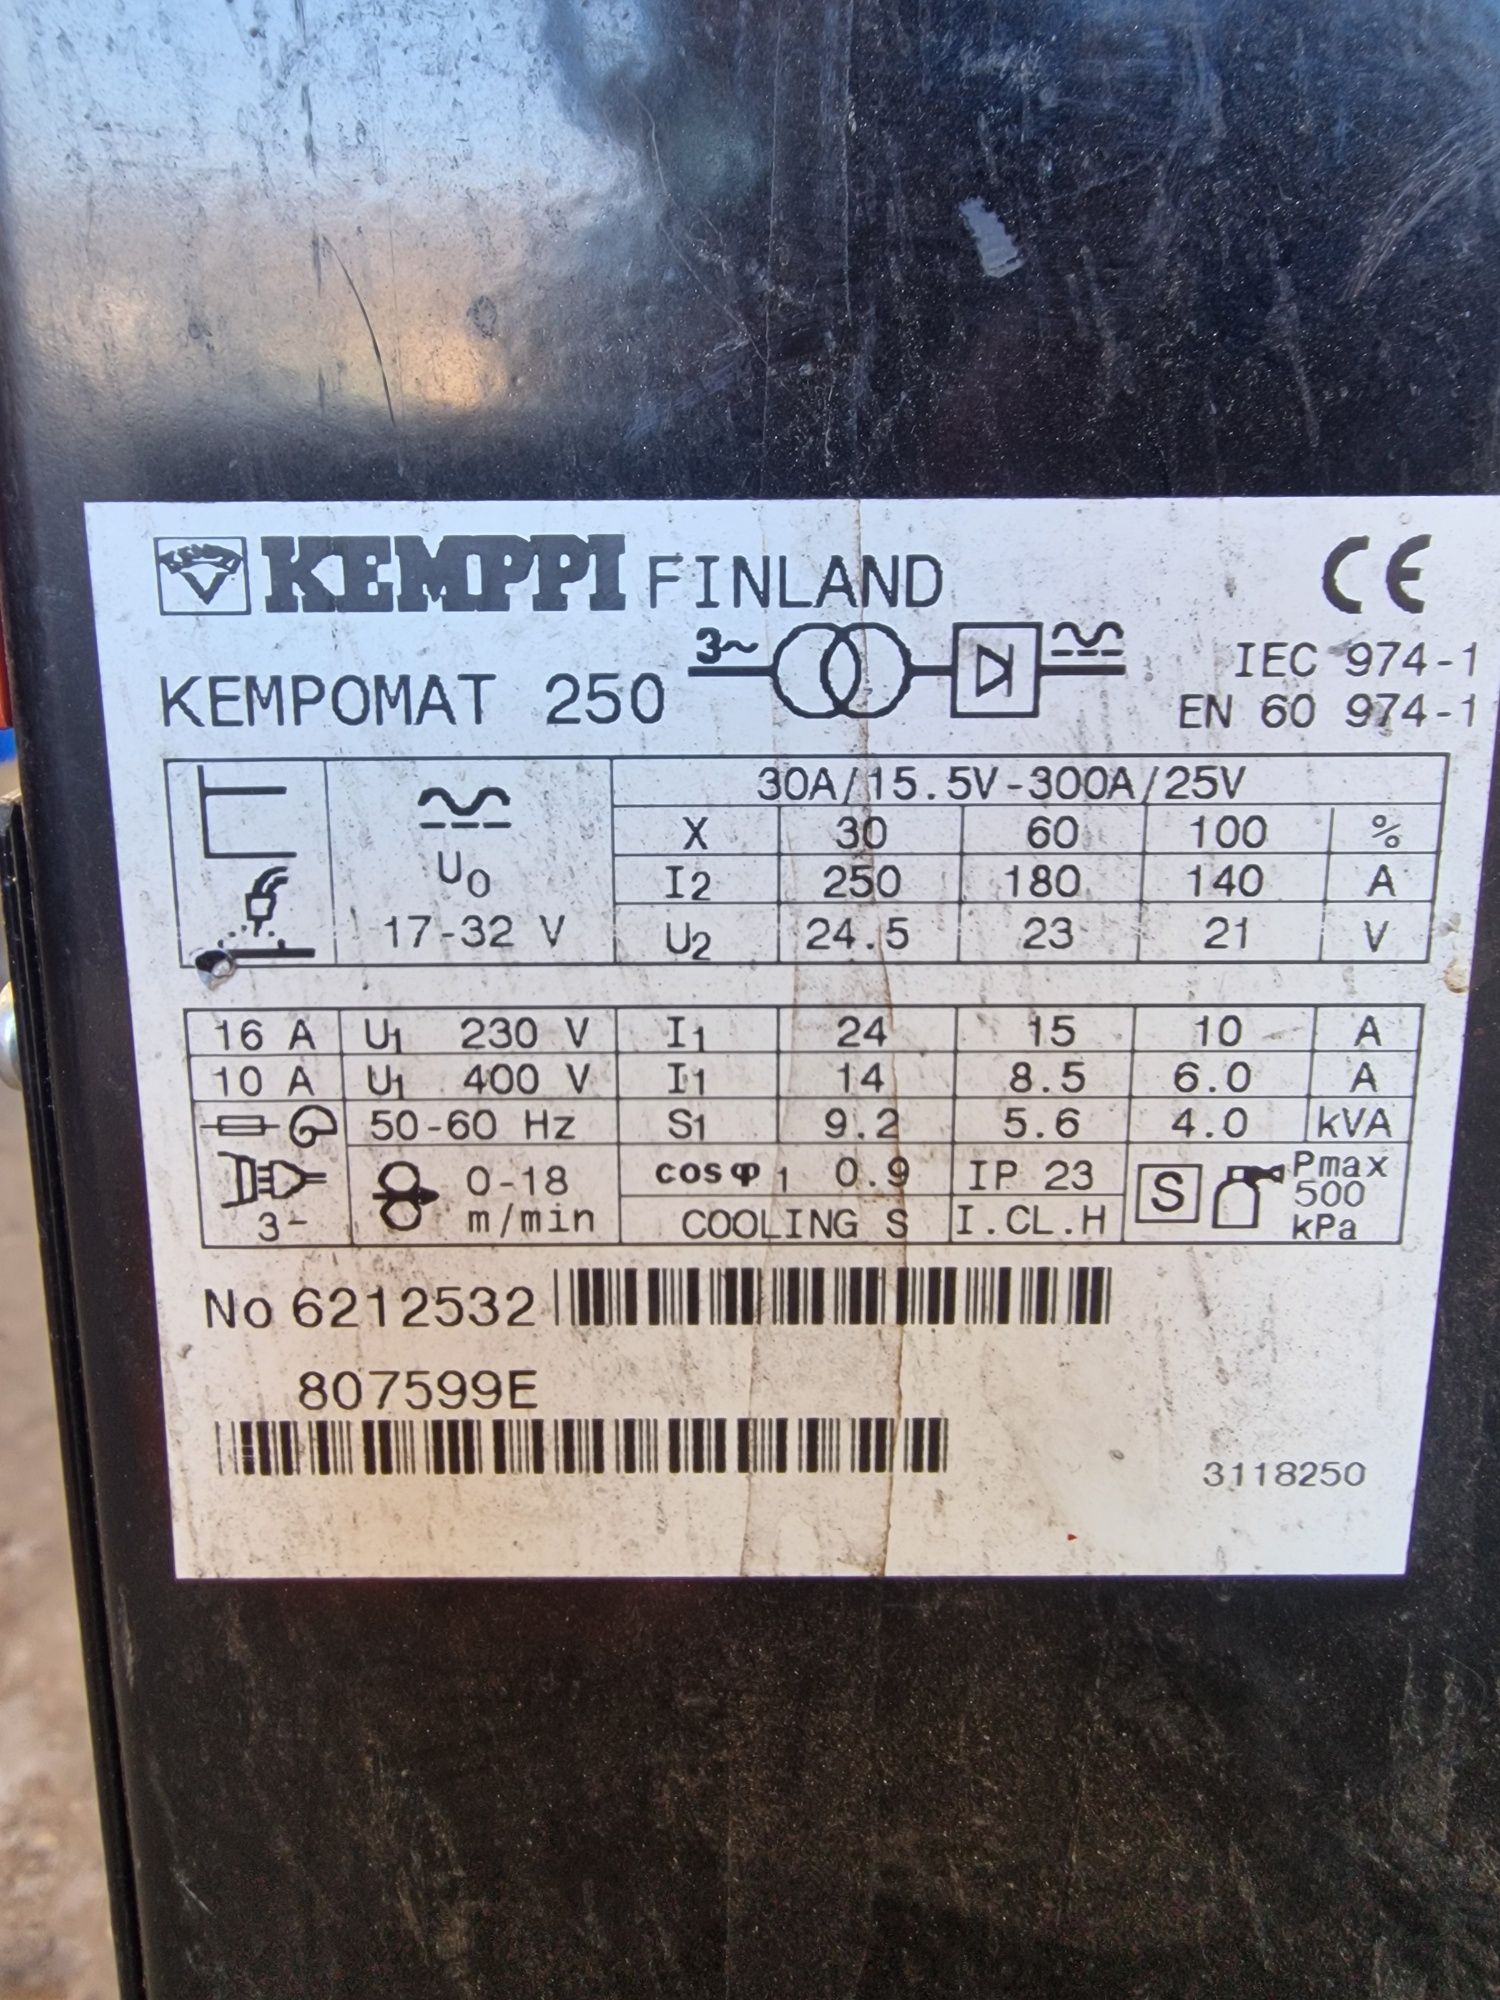 KEMPPI FINLAND
CE
3~
IEC 974-1
KEMPOMAT 250
EN 60 974-1
30A/15.5V-300A/25V
X 30 60 100 %
U0
I2 250 180 140 A
17-32 V
U2 24.5 23 21 V
16 A U1 230 V I1 24 15 10 A
10 A U1 400 V I1 14 8.5 6.0 A
50-60 Hz S1 9.2 5.6 4.0 kVA
3~ 0-18 m/min cosφ1 0.9 IP 23 S Pmax 500 kPa
COOLING S I.CL.H
No 6212532
807599E
3118250